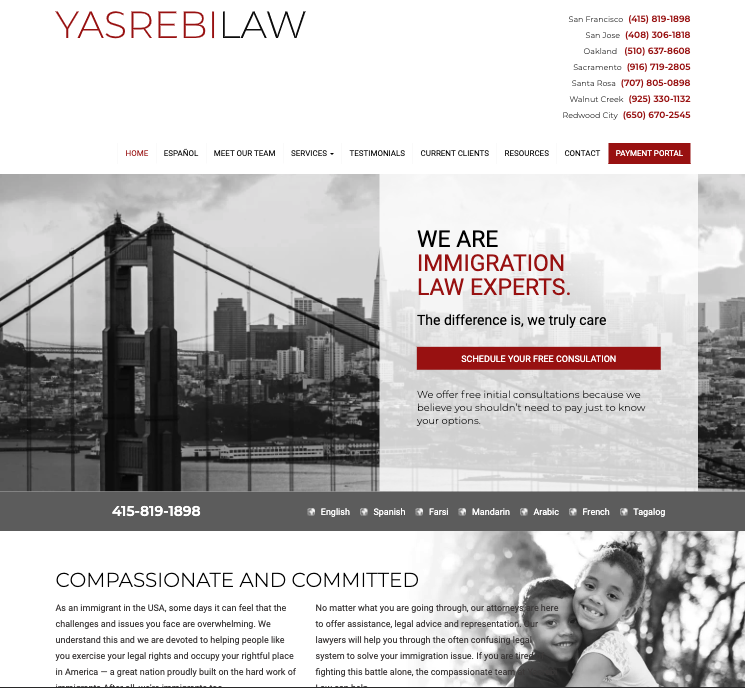 YASREBILAW
San Francisco (415) 819-1898
San Jose (408) 306-1818
Oakland (510) 637-8608
Sacramento (916) 719-2805
Santa Rosa (707) 805-0898
Walnut Creek (925) 330-1132
Redwood City (650) 670-2545
HOME ESPAÑOL MEET OUR TEAM SERVICES TESTIMONIALS CURRENT CLIENTS RESOURCES CONTACT PAYMENT PORTAL
WE ARE
IMMIGRATION
LAW EXPERTS.
The difference is, we truly care
SCHEDULE YOUR FREE CONSULATION
We offer free initial consultations because we
believe you shouldn't need to pay just to know
your options.
415-819-1898 English Spanish Farsi Mandarin Arabic French Tagalog
COMPASSIONATE AND COMMITTED
As an immigrant in the USA, some days it can feel that the
challenges and issues you face are overwhelming. We
understand this and we are devoted to helping people like
you exercise your legal rights and occupy your rightful place
in America — a great nation proudly built on the hard work of
No matter what you are going through, our attorneys are here
to offer assistance, legal advice and representation. Our
lawyers will help you through the often confusing legal
system to solve your immigration issue. If you are tired
fighting this battle alone, the compassionate team